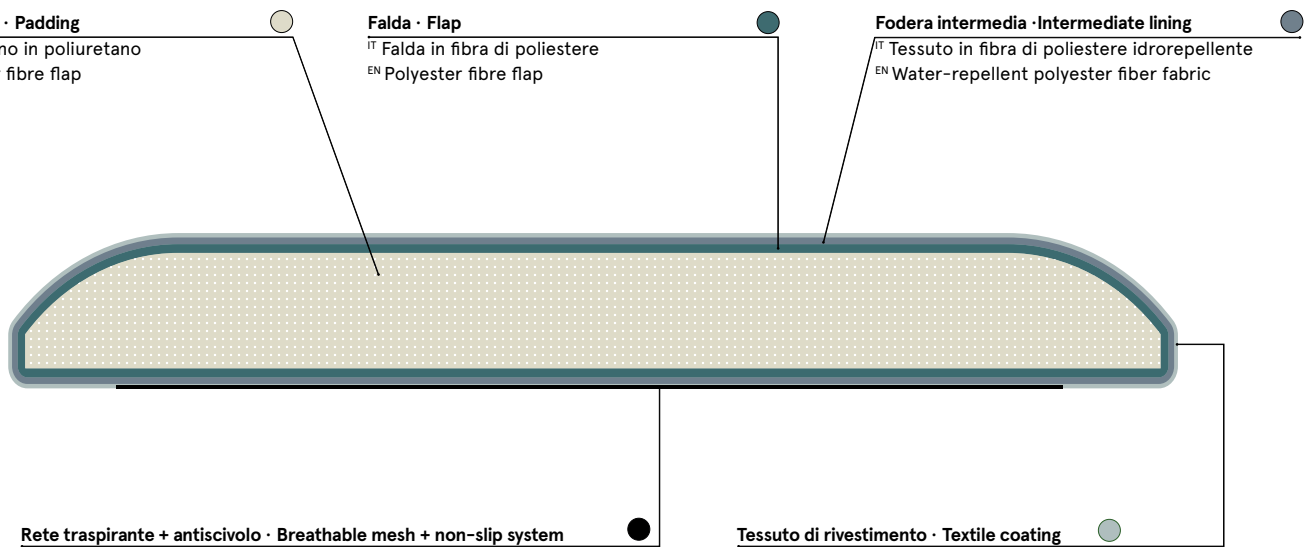 · Padding
no in poliuretano
fibre flap
Falda · Flap
IT Falda in fibra di poliestere
EN Polyester fibre flap
Fodera intermedia ·Intermediate lining
IT Tessuto in fibra di poliestere idrorepellente
EN Water-repellent polyester fiber fabric
Rete traspirante + antiscivolo · Breathable mesh + non-slip system
Tessuto di rivestimento · Textile coating